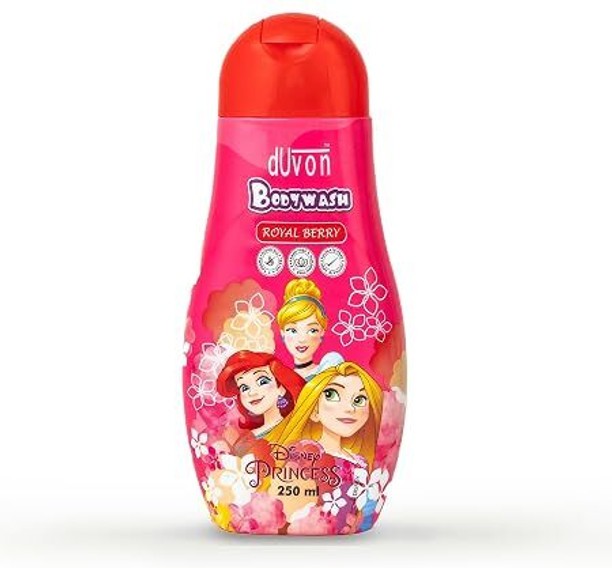 dUvon
BODYWASH
ROYAL BERRY
Disney
PRINCESS
250 ml